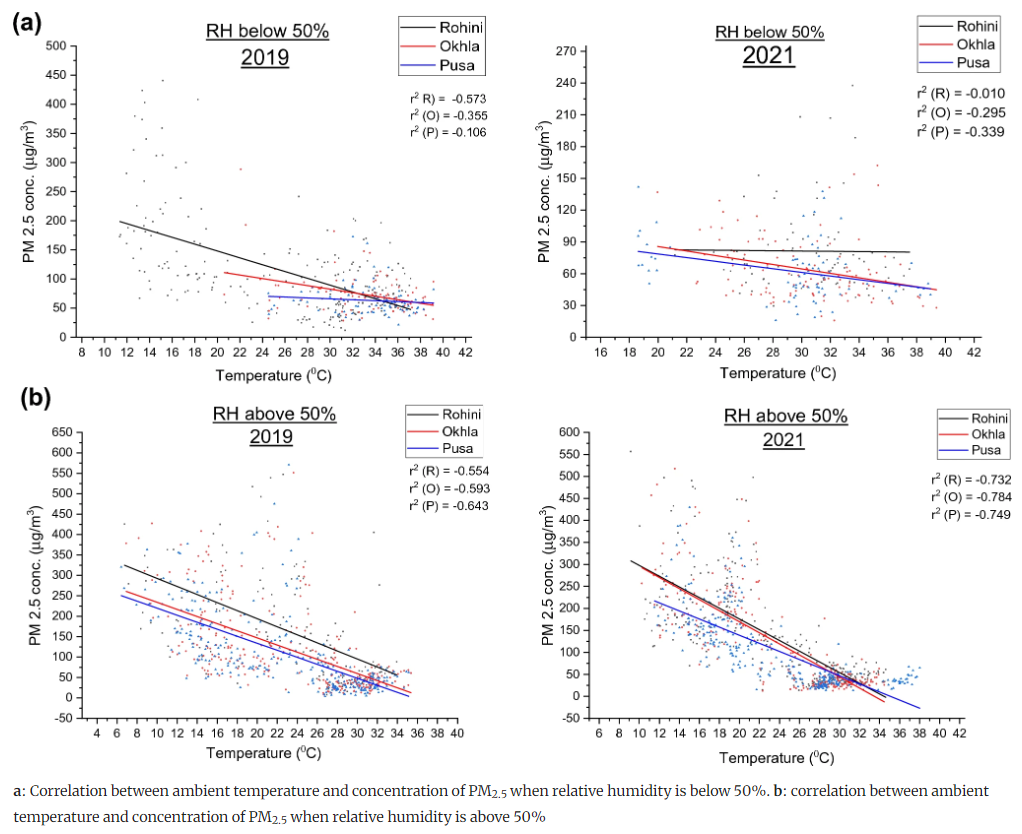 (a)
RH below 50%
2019
Rohini
Okhla
Pusa
r² R) = -0.573
r² (O) = -0.355
r² (P) = -0.106
500
450
400
350
300
250
200
150
100
50
0
PM 2.5 conc. (µg/m³)
8 10 12 14 16 18 20 22 24 26 28 30 32 34 36 38 40 42
Temperature (⁰C)
RH below 50%
2021
Rohini
Okhla
Pusa
r² (R) = -0.010
r² (O) = -0.295
r² (P) = -0.339
270
240
210
180
150
120
90
60
30
0
PM 2.5 conc. (µg/m³)
16 18 20 22 24 26 28 30 32 34 36 38 40 42
Temperature (⁰C)
(b)
RH above 50%
2019
Rohini
Okhla
Pusa
r² (R) = -0.554
r² (O) = -0.593
r² (P) = -0.643
650
600
550
500
450
400
350
300
250
200
150
100
50
0
-50
PM 2.5 conc. (µg/m³)
4 6 8 10 12 14 16 18 20 22 24 26 28 30 32 34 36 38 40
Temperature (⁰C)
RH above 50%
2021
Rohini
Okhla
Pusa
r² (R) = -0.732
r² (O) = -0.784
r² (P) = -0.749
600
550
500
450
400
350
300
250
200
150
100
50
0
-50
PM 2.5 conc. (µg/m³)
6 8 10 12 14 16 18 20 22 24 26 28 30 32 34 36 38 40 42
Temperature (⁰C)
a: Correlation between ambient temperature and concentration of PM₂.₅ when relative humidity is below 50%. b: correlation between ambient
temperature and concentration of PM₂.₅ when relative humidity is above 50%